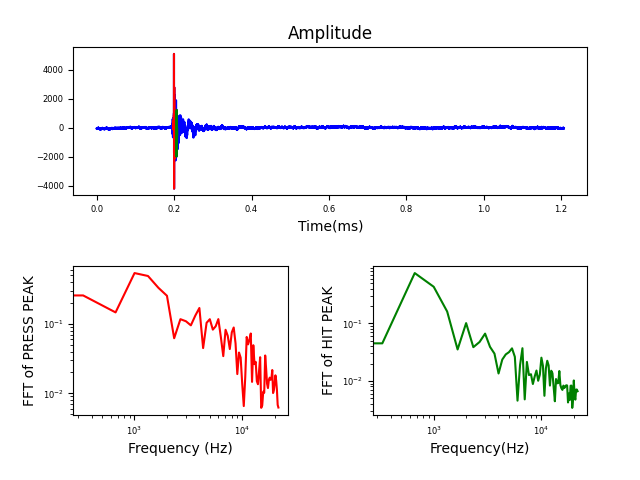 Amplitude
4000
2000
0
−2000
−4000
0.0 0.2 0.4 0.6 0.8 1.0 1.2
Time(ms)
FFT of PRESS PEAK
10⁻¹
10⁻²
10³ 10⁴
Frequency (Hz)
FFT of HIT PEAK
10⁻¹
10⁻²
10³ 10⁴
Frequency(Hz)